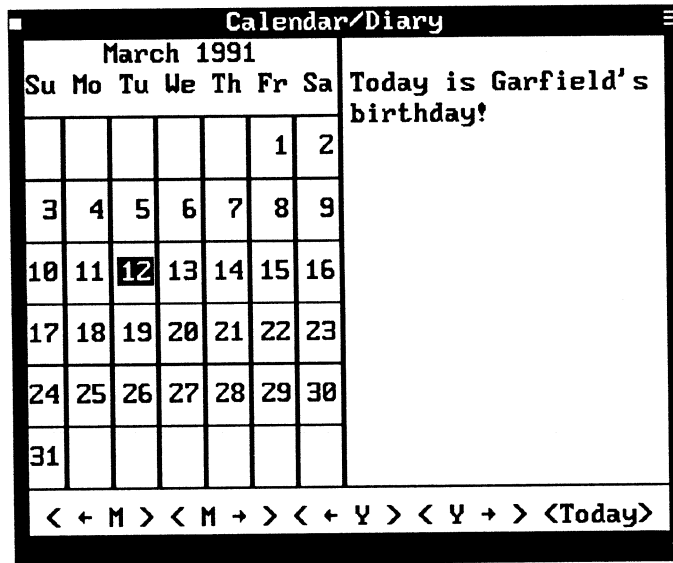 Calendar/Diary
March 1991
Su Mo Tu We Th Fr Sa
1 2
3 4 5 6 7 8 9
10 11 12 13 14 15 16
17 18 19 20 21 22 23
24 25 26 27 28 29 30
31
Today is Garfield's
birthday!
< ← M > < M → > < ← Y > < Y → > <Today>